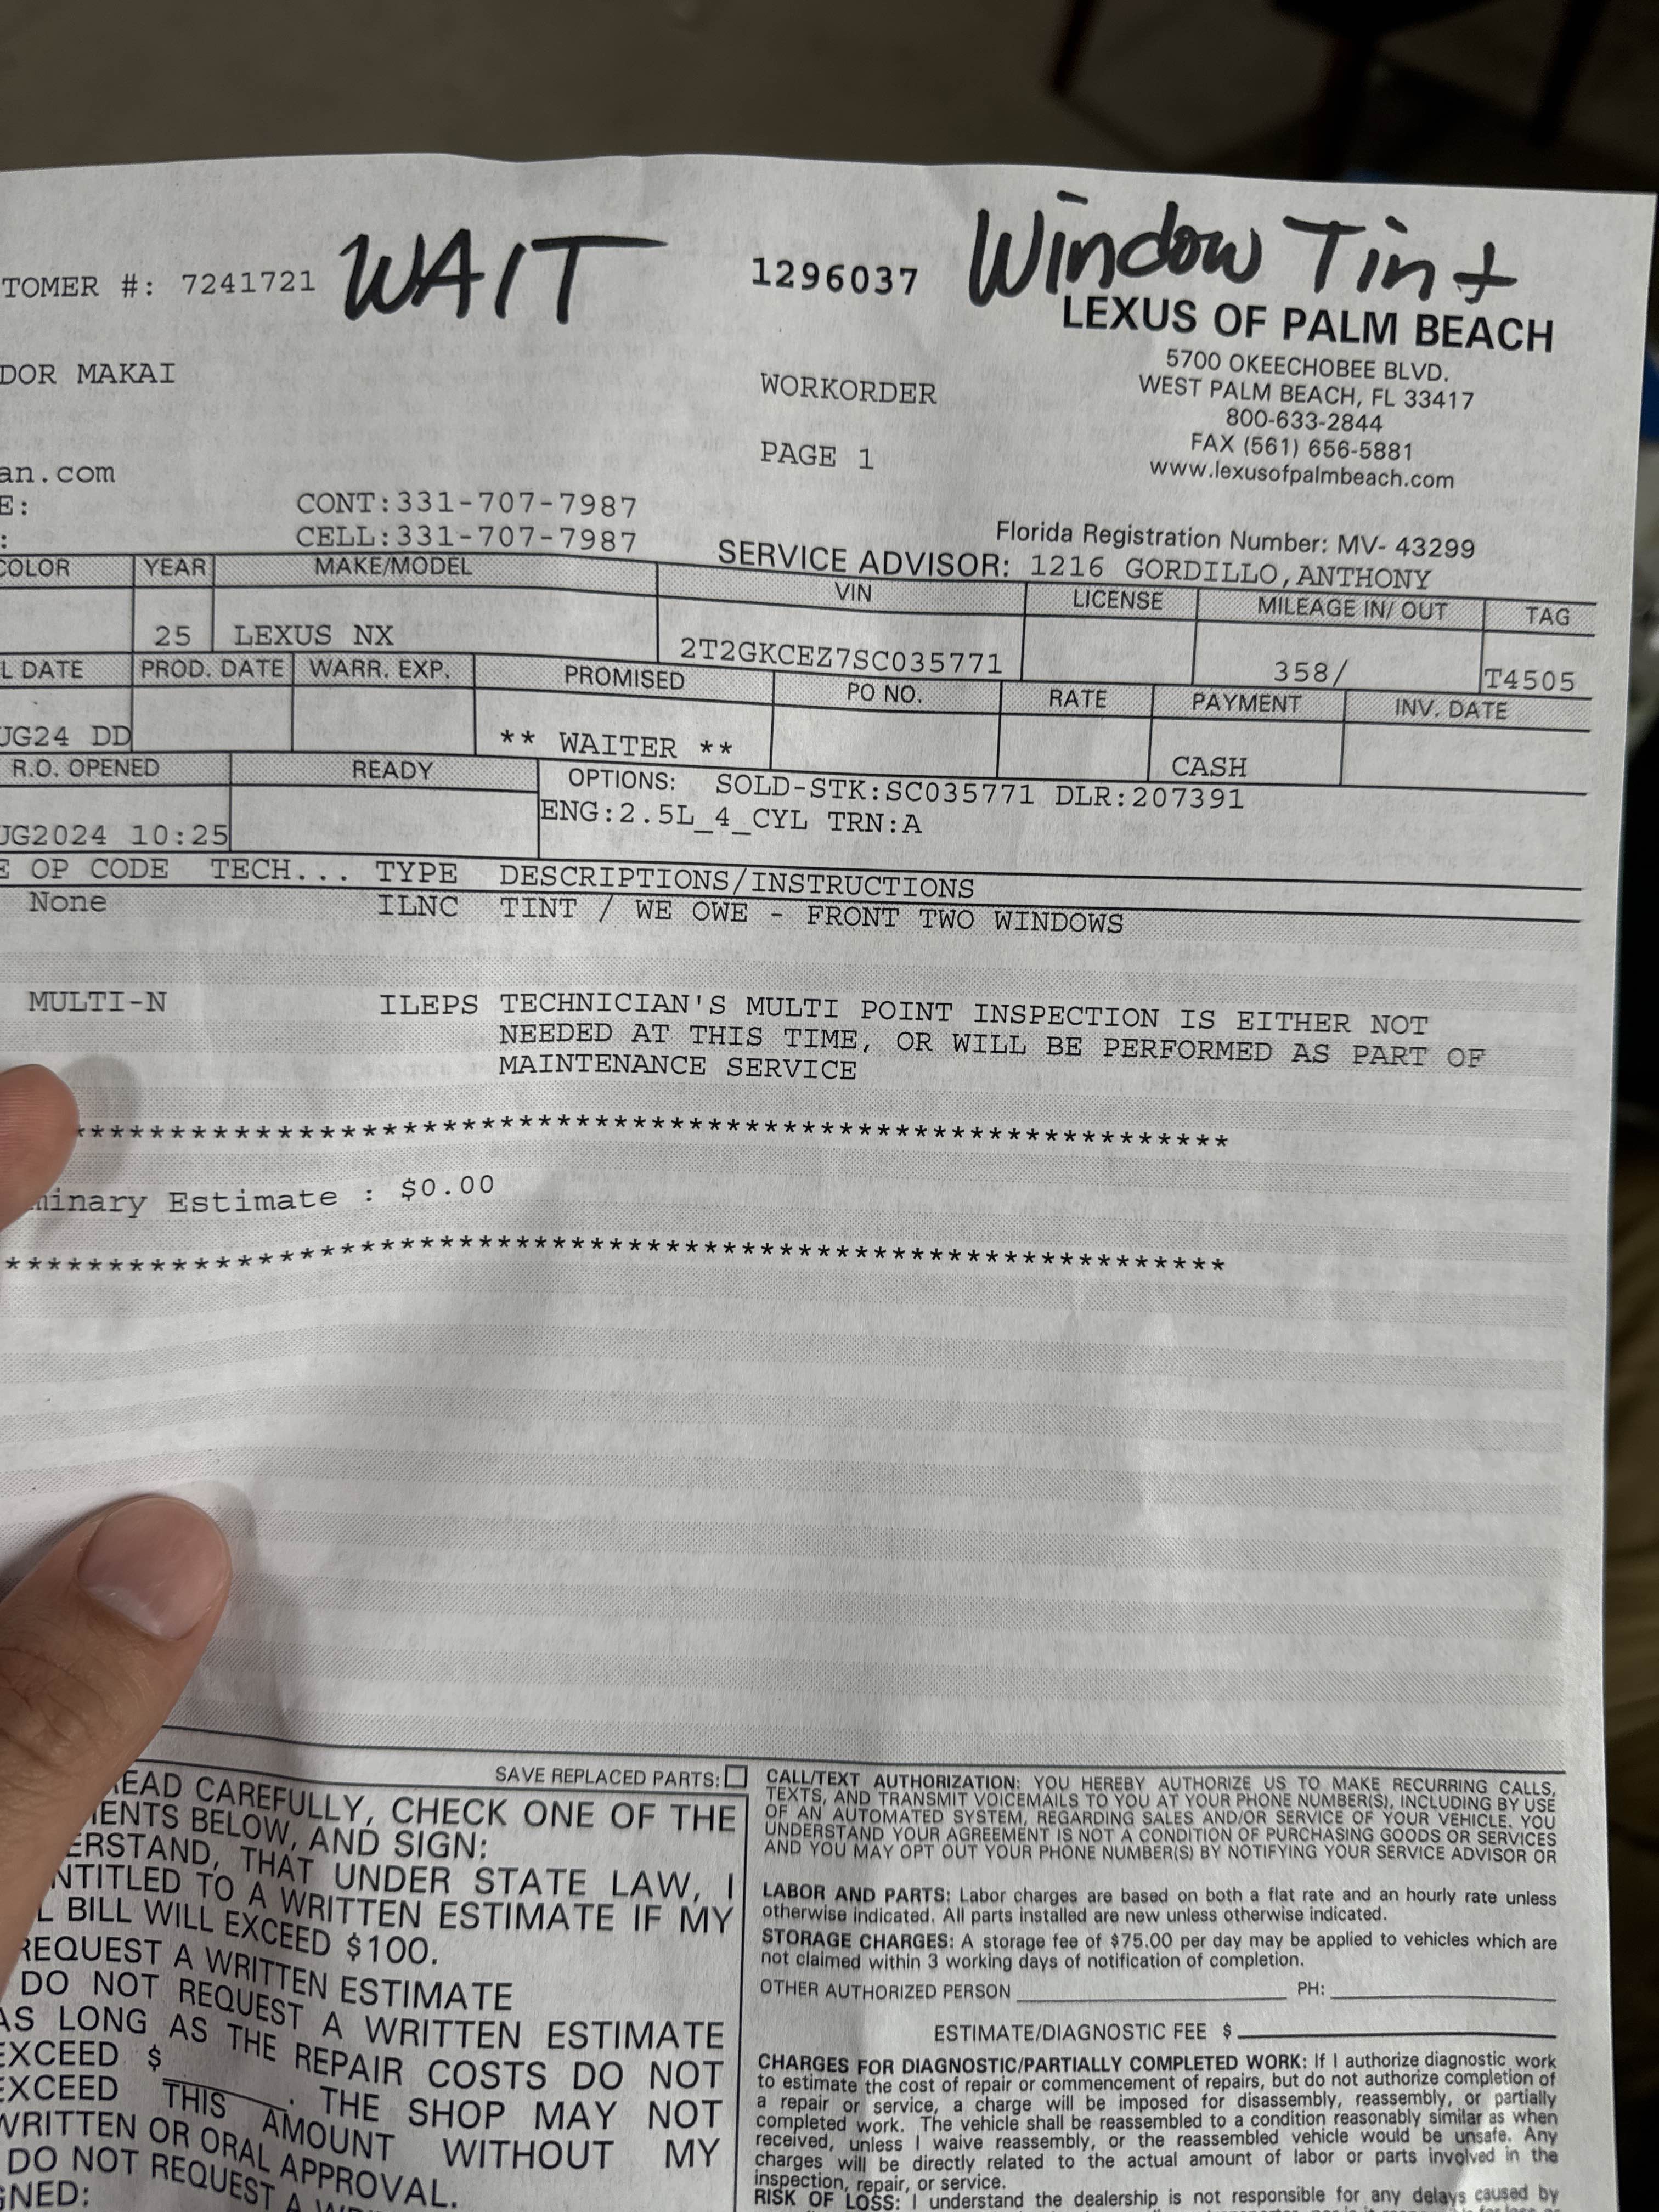 WAIT
Window Tint
TOMER #: 7241721
1296037
LEXUS OF PALM BEACH
5700 OKEECHOBEE BLVD.
WEST PALM BEACH, FL 33417
800-633-2844
FAX (561) 656-5881
www.lexusofpalmbeach.com
DOR MAKAI
WORKORDER
PAGE 1
an.com
E:
CONT:331-707-7987
:
CELL:331-707-7987
Florida Registration Number: MV- 43299
SERVICE ADVISOR: 1216 GORDILLO,ANTHONY
COLOR YEAR MAKE/MODEL VIN LICENSE MILEAGE IN/ OUT TAG
25 LEXUS NX 2T2GKCEZ7SC035771 358/ T4505
L DATE PROD. DATE WARR. EXP. PROMISED PO NO. RATE PAYMENT INV. DATE
UG24 DD ** WAITER ** CASH
R.O. OPENED READY OPTIONS: SOLD-STK:SC035771 DLR:207391
ENG:2.5L_4_CYL TRN:A
UG2024 10:25
E OP CODE TECH... TYPE DESCRIPTIONS/INSTRUCTIONS
None ILNC TINT / WE OWE - FRONT TWO WINDOWS
MULTI-N ILEPS TECHNICIAN'S MULTI POINT INSPECTION IS EITHER NOT
NEEDED AT THIS TIME, OR WILL BE PERFORMED AS PART OF
MAINTENANCE SERVICE
minary Estimate : $0.00
SAVE REPLACED PARTS:
EAD CAREFULLY, CHECK ONE OF THE
MENTS BELOW, AND SIGN:
ERSTAND, THAT UNDER STATE LAW, I
NTITLED TO A WRITTEN ESTIMATE IF MY
L BILL WILL EXCEED $100.
REQUEST A WRITTEN ESTIMATE
DO NOT REQUEST A WRITTEN ESTIMATE
AS LONG AS THE REPAIR COSTS DO NOT
EXCEED $ . THE SHOP MAY NOT
EXCEED THIS AMOUNT WITHOUT MY
WRITTEN OR ORAL APPROVAL.
DO NOT REQUEST A
GNED:
CALL/TEXT AUTHORIZATION: YOU HEREBY AUTHORIZE US TO MAKE RECURRING CALLS,
TEXTS, AND TRANSMIT VOICEMAILS TO YOU AT YOUR PHONE NUMBER(S), INCLUDING BY USE
OF AN AUTOMATED SYSTEM, REGARDING SALES AND/OR SERVICE OF YOUR VEHICLE. YOU
UNDERSTAND YOUR AGREEMENT IS NOT A CONDITION OF PURCHASING GOODS OR SERVICES
AND YOU MAY OPT OUT YOUR PHONE NUMBER(S) BY NOTIFYING YOUR SERVICE ADVISOR OR
LABOR AND PARTS: Labor charges are based on both a flat rate and an hourly rate unless
otherwise indicated. All parts installed are new unless otherwise indicated.
STORAGE CHARGES: A storage fee of $75.00 per day may be applied to vehicles which are
not claimed within 3 working days of notification of completion.
OTHER AUTHORIZED PERSON PH:
ESTIMATE/DIAGNOSTIC FEE $
CHARGES FOR DIAGNOSTIC/PARTIALLY COMPLETED WORK: If I authorize diagnostic work
to estimate the cost of repair or commencement of repairs, but do not authorize completion of
a repair or service, a charge will be imposed for disassembly, reassembly, or partially
completed work. The vehicle shall be reassembled to a condition reasonably similar as when
received, unless I waive reassembly, or the reassembled vehicle would be unsafe. Any
charges will be directly related to the actual amount of labor or parts involved in the
inspection, repair, or service.
RISK OF LOSS: I understand the dealership is not responsible for any delays caused by